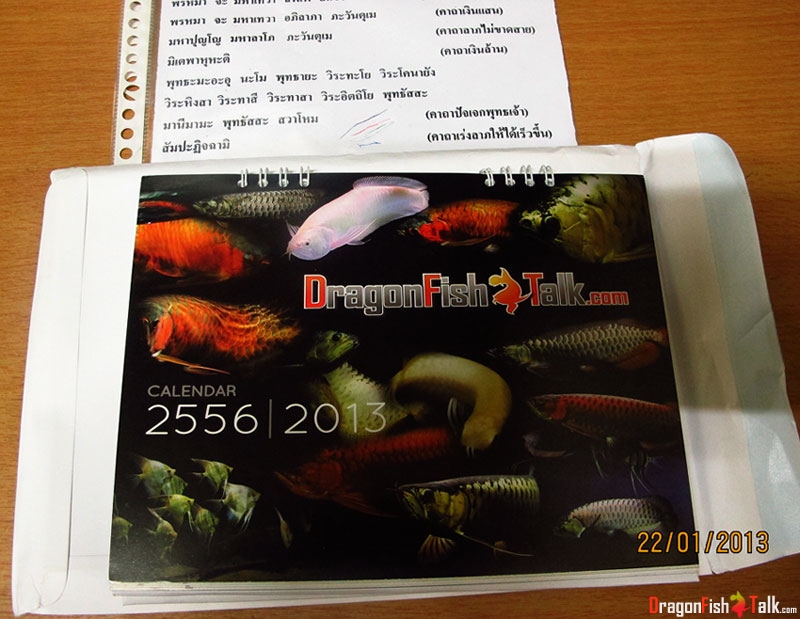 พรหมา จะ มหาเทวา อภิลาภา ภะวันตุเม (คาถาเงินแสน)
มหาปุญโญ มหาลาโภ ภะวันตุเม (คาถาลาภไม่ขาดสาย)
มิเตพาหุหะติ (คาถาเงินล้าน)
พุทธะมะอะอุ นะโม พุทธายะ วิระทะโย วิระโคนายัง
วิระหิงสา วิระทาสี วิระทาสา วิระอิตถิโย พุทธัสสะ
มานีมามะ พุทธัสสะ สวาโหม (คาถาปัจเจกพุทธเจ้า)
สัมปะฏิจฉามิ (คาถาเร่งลาภให้ได้เร็วขึ้น)
DragonFish Talk.com
CALENDAR
2556 | 2013
22/01/2013
DragonFish Talk.com